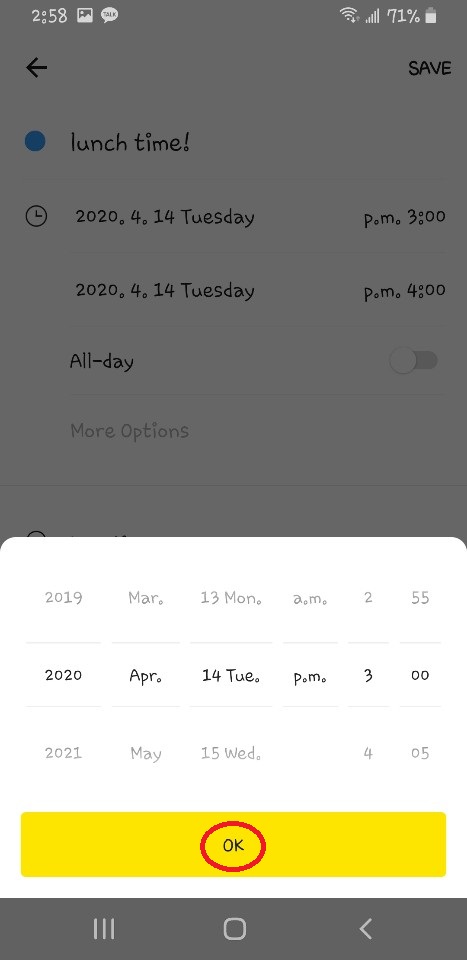 2:58 TALK 71%
SAVE
lunch time!
2020. 4. 14 Tuesday p.m. 3:00
2020. 4. 14 Tuesday p.m. 4:00
All-day
More Options
2019 Mar. 13 Mon. a.m. 2 55
2020 Apr. 14 Tue. p.m. 3 00
2021 May 15 Wed. 4 05
OK